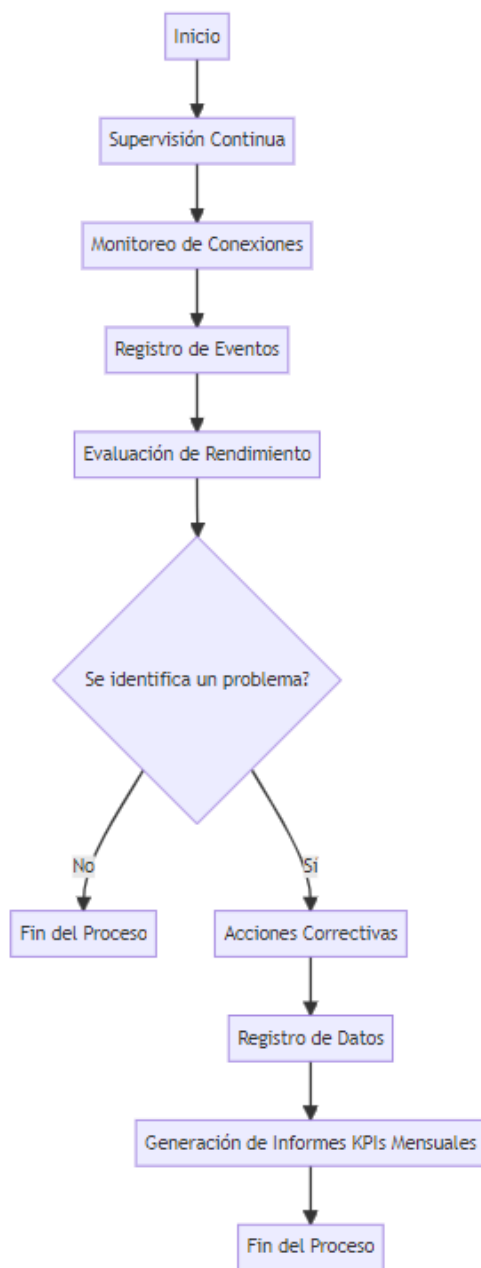 Inicio
Supervisión Continua
Monitoreo de Conexiones
Registro de Eventos
Evaluación de Rendimiento
Se identifica un problema?
No
Sí
Fin del Proceso
Acciones Correctivas
Registro de Datos
Generación de Informes KPIs Mensuales
Fin del Proceso